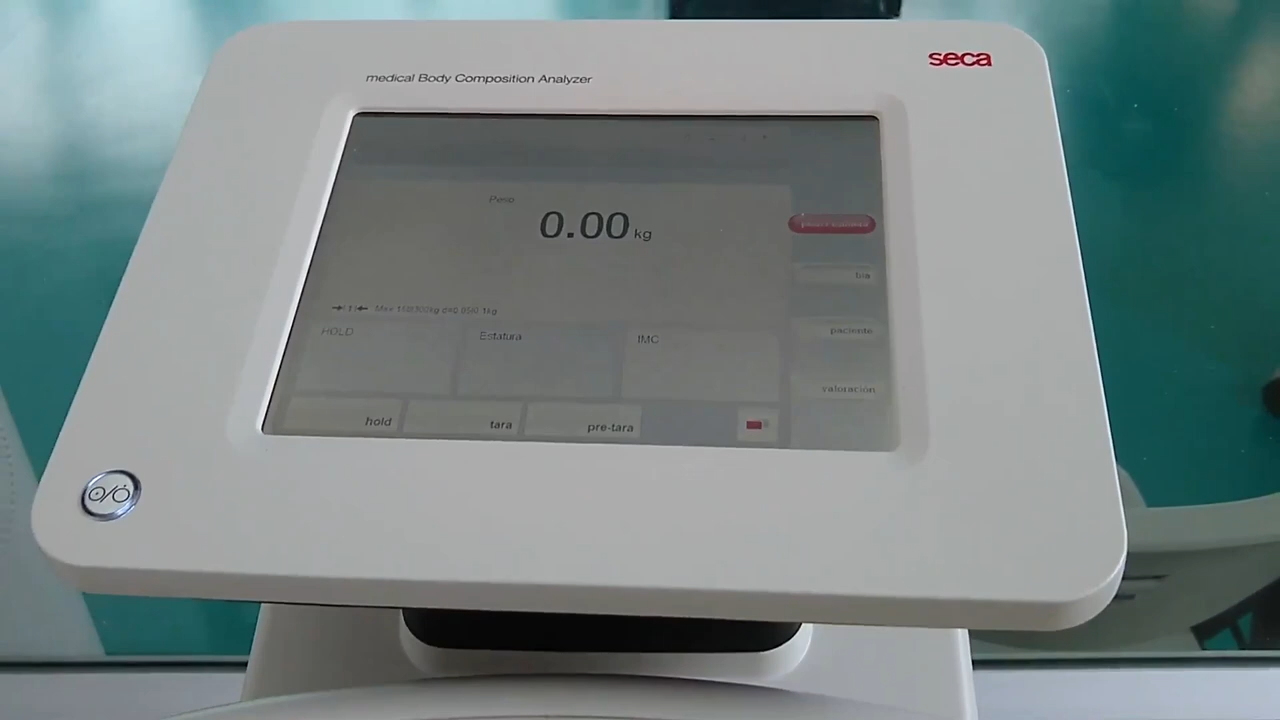 seca
medical Body Composition Analyzer
Peso
0.00 kg
bia
HOLD
Estatura
IMC
paciente
valoración
hold
tara
pre-tara